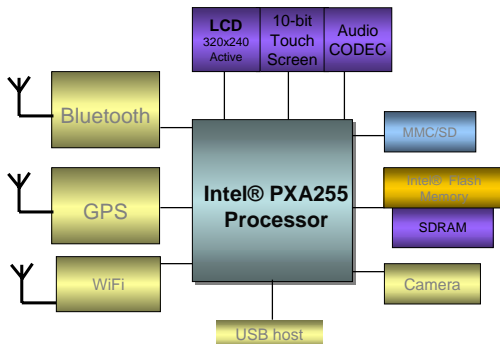 LCD
320x240
Active
10-bit
Touch
Screen
Audio
CODEC
Bluetooth
MMC/SD
Intel® PXA255
Processor
Intel® Flash
Memory
GPS
SDRAM
WiFi
Camera
USB host